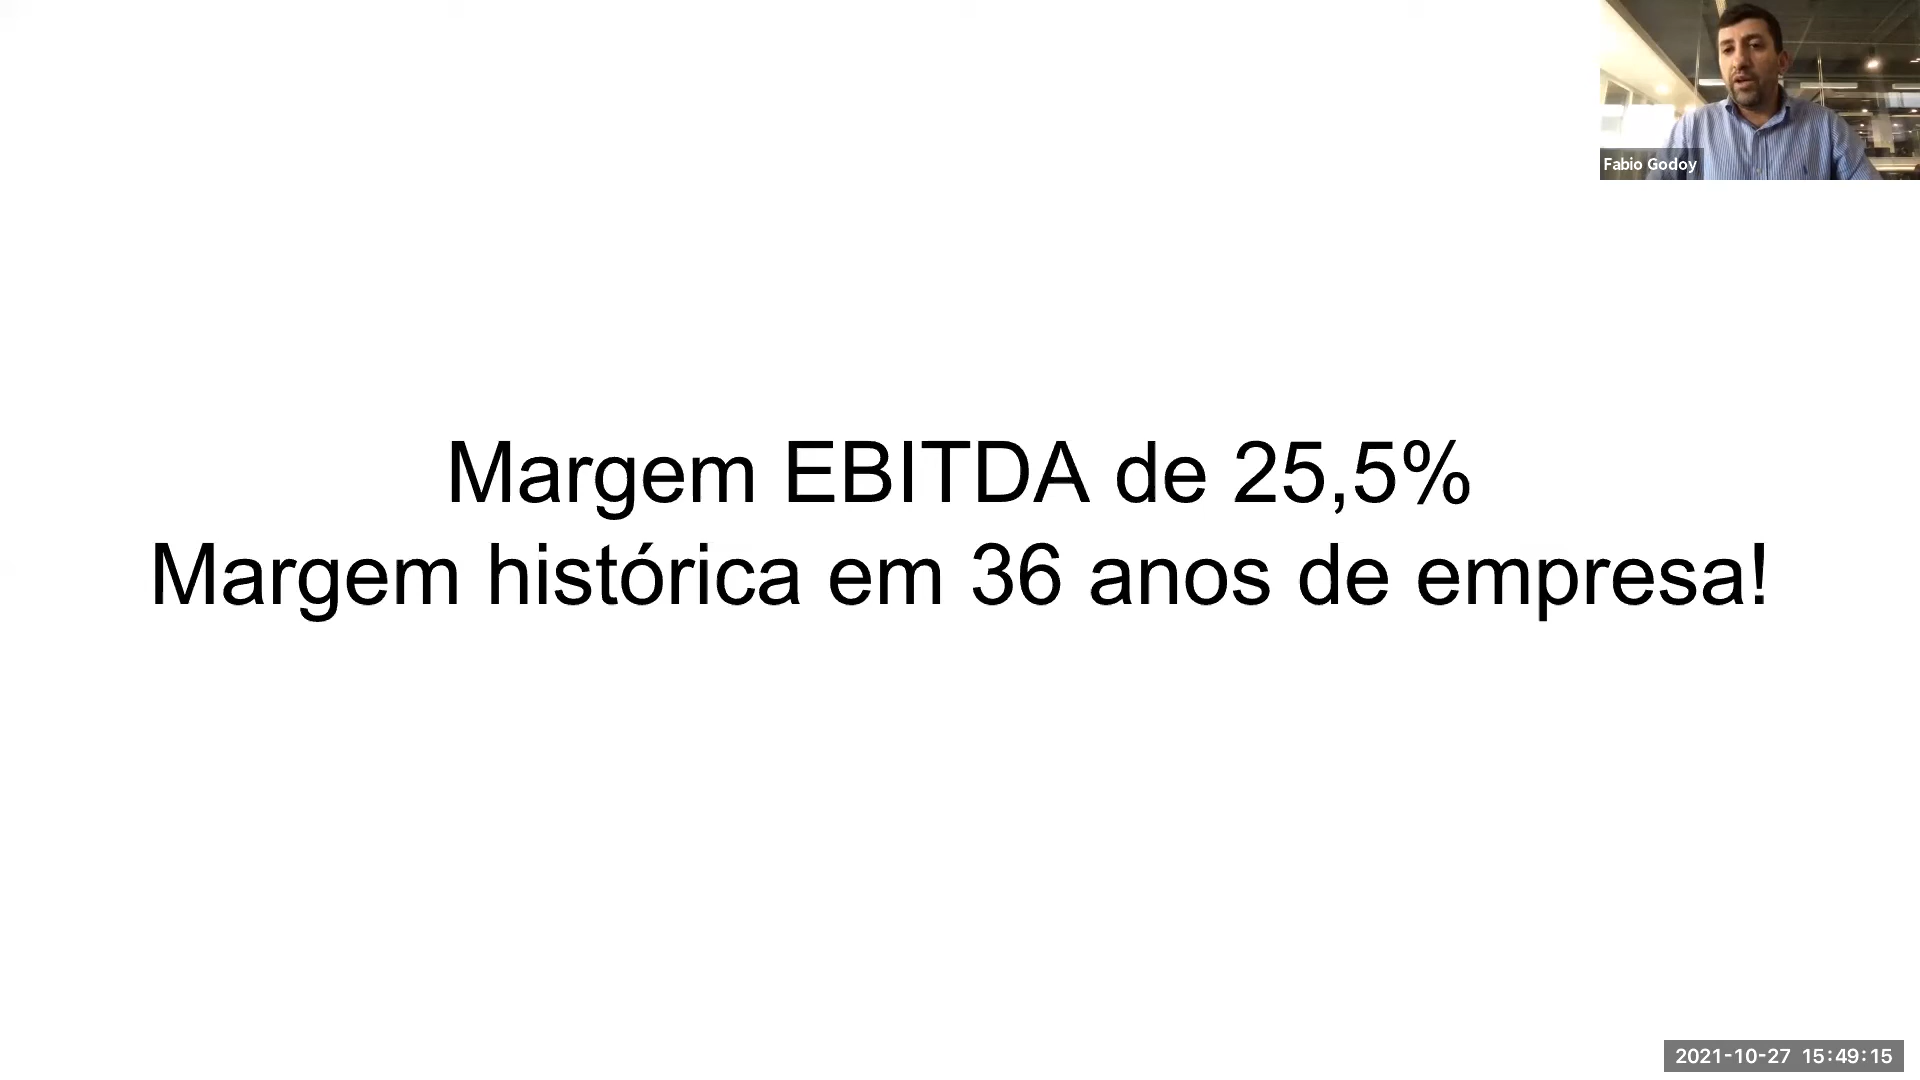 Fabio Godoy
Margem EBITDA de 25,5%
Margem histórica em 36 anos de empresa!
2021-10-27 15:49:15